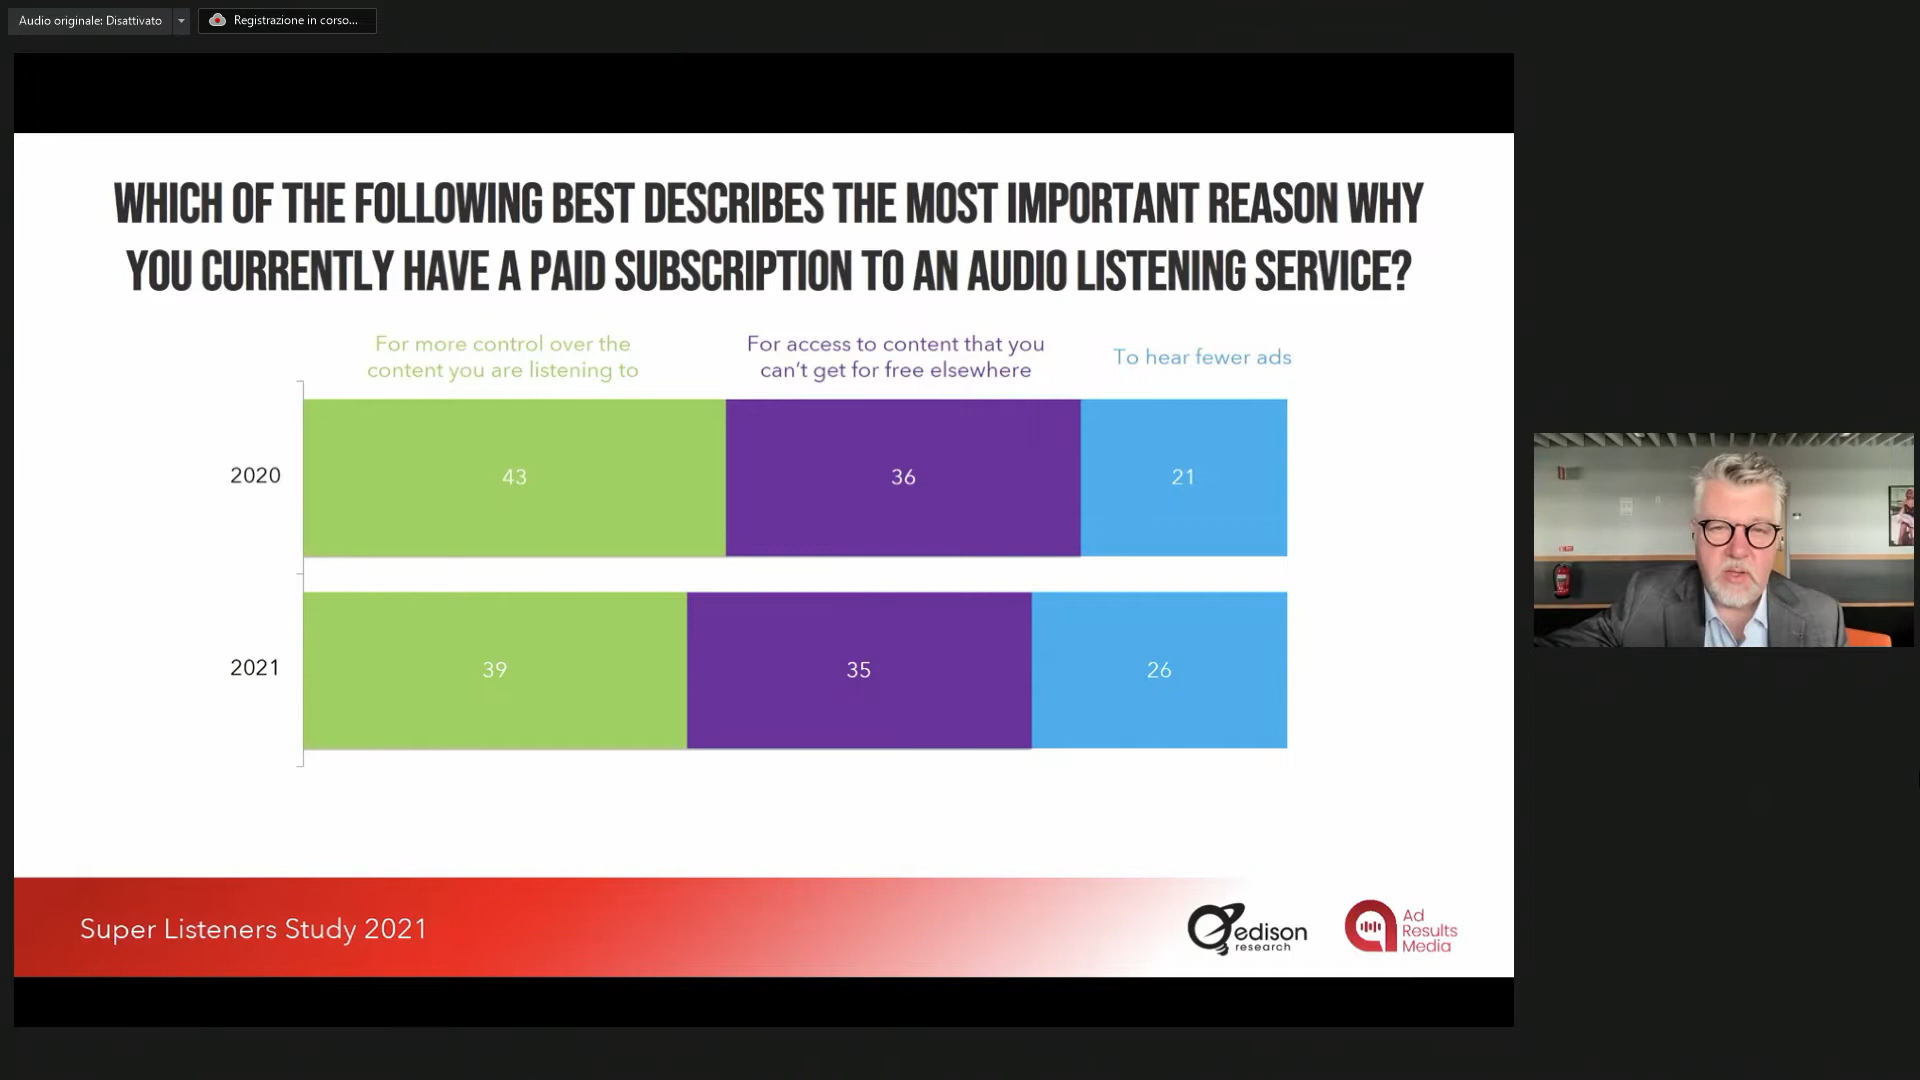 Audio originale: Disattivato
Registrazione in corso...
WHICH OF THE FOLLOWING BEST DESCRIBES THE MOST IMPORTANT REASON WHY
YOU CURRENTLY HAVE A PAID SUBSCRIPTION TO AN AUDIO LISTENING SERVICE?
For more control over the
content you are listening to
For access to content that you
can't get for free elsewhere
To hear fewer ads
2020
43
36
21
2021
39
35
26
Super Listeners Study 2021
edison
research
Ad
Results
Media